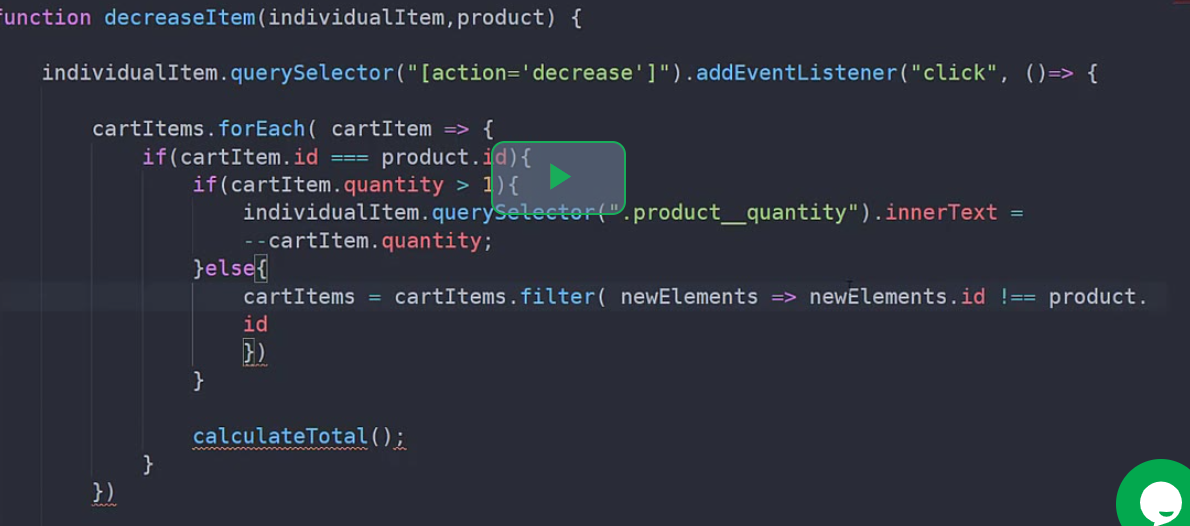 function decreaseItem(individualItem,product) {
individualItem.querySelector("[action='decrease']").addEventListener("click", ()=> {
cartItems.forEach( cartItem => {
if(cartItem.id === product.id){
if(cartItem.quantity > 1){
individualItem.querySelector(".product__quantity").innerText =
--cartItem.quantity;
}else{
cartItems = cartItems.filter( newElements => newElements.id !== product.
id
})
}
calculateTotal();
}
})